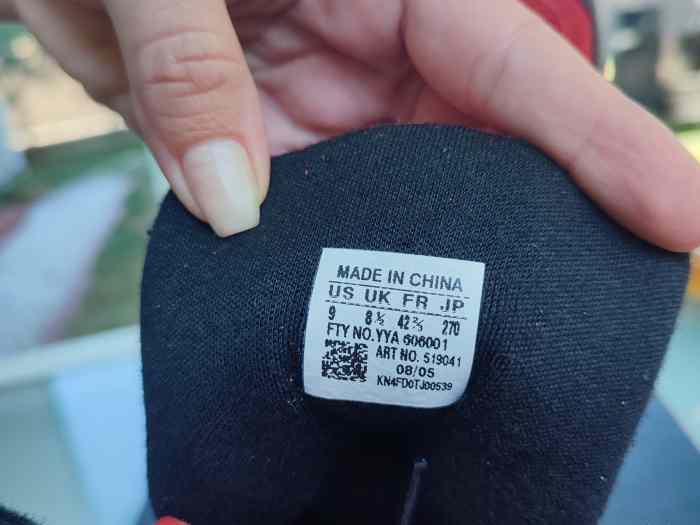 MADE IN CHINA
US UK FR JP
9 8½ 42⅔ 270
FTY NO.YYA 606001
ART NO. 519041
08/05
KN4FD0TJ00539